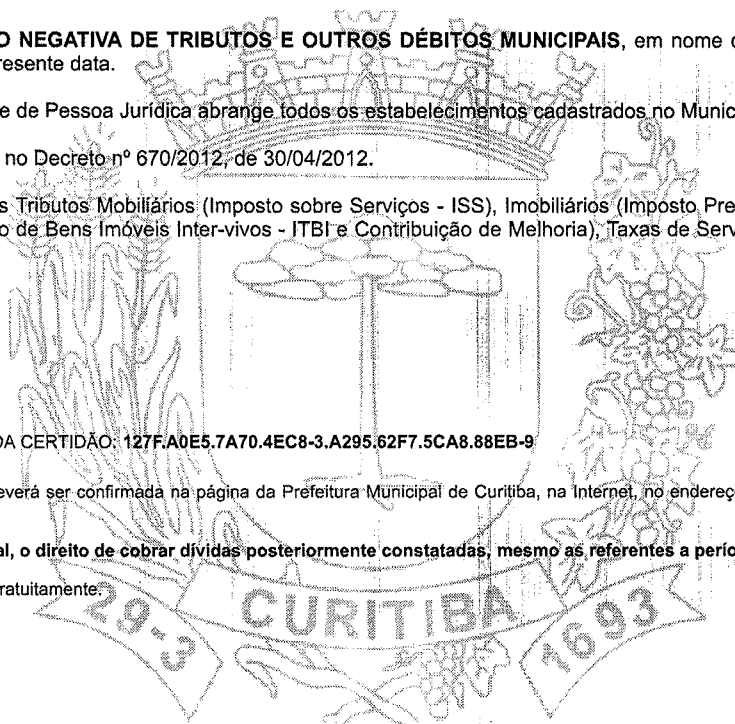 O NEGATIVA DE TRIBUTOS E OUTROS DÉBITOS MUNICIPAIS, em nome
resente data.
e de Pessoa Jurídica abrange todos os estabelecimentos cadastrados no Munic
no Decreto nº 670/2012, de 30/04/2012.
s Tributos Mobiliários (Imposto sobre Serviços - ISS), Imobiliários (Imposto Pre
o de Bens Imóveis Inter-vivos - ITBI e Contribuição de Melhoria), Taxas de Serv
DA CERTIDÃO: 127F.A0E5.7A70.4EC8-3.A295.62F7.5CA8.88EB-9
everá ser confirmada na página da Prefeitura Municipal de Curitiba, na Internet, no endereço
al, o direito de cobrar dívidas posteriormente constatadas, mesmo as referentes a perío
ratuitamente.
29-3 CURITIBA 1693